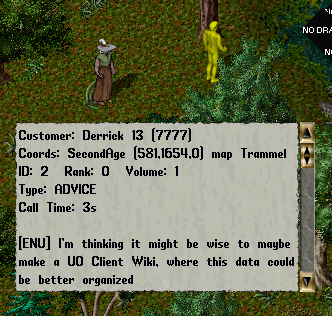 NO DRA
Customer: Derrick 13 (7777)
Coords: SecondAge (581,1654,0) map Trammel
ID: 2 Rank: 0 Volume: 1
Type: ADVICE
Call Time: 3s
[ENU] I'm thinking it might be wise to maybe
make a UO Client Wiki, where this data could
be better organized